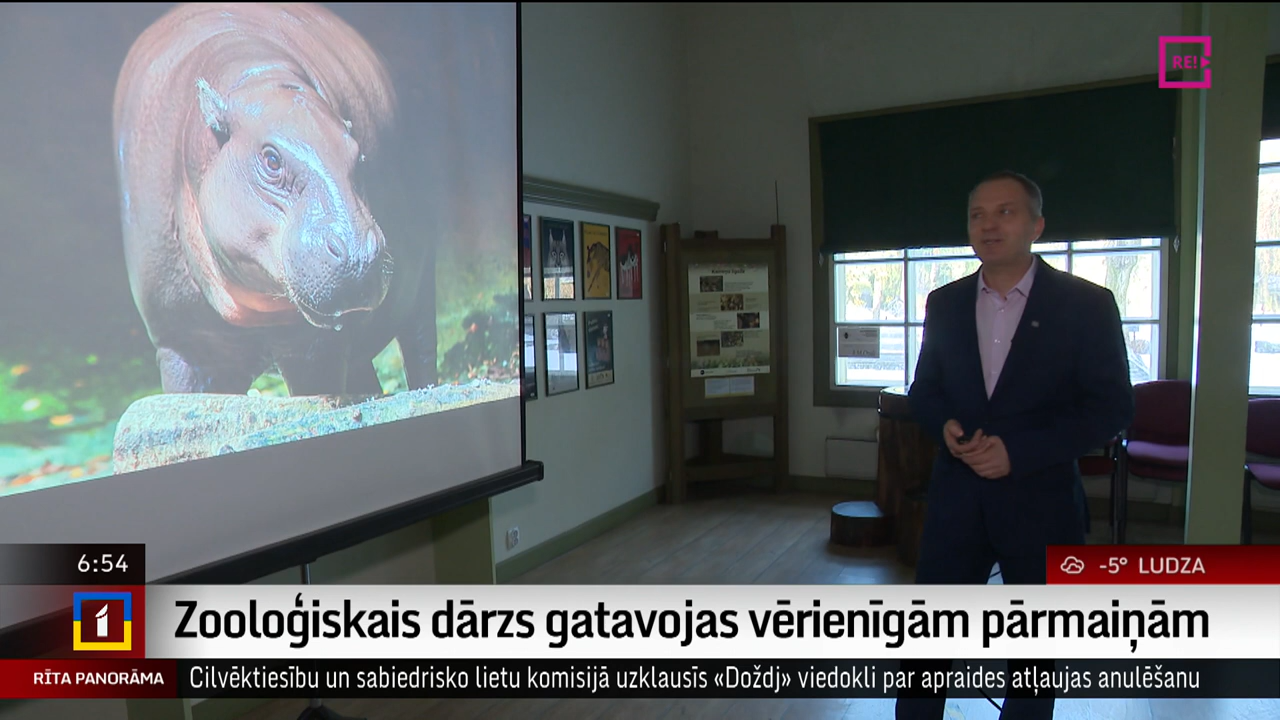 RE!
6:54
-5° LUDZA
1
Zooloģiskais dārzs gatavojas vērienīgām pārmaiņām
RĪTA PANORĀMA
Cilvēktiesību un sabiedrisko lietu komisijā uzklausīs «Doždj» viedokli par apraides atļaujas anulēšanu